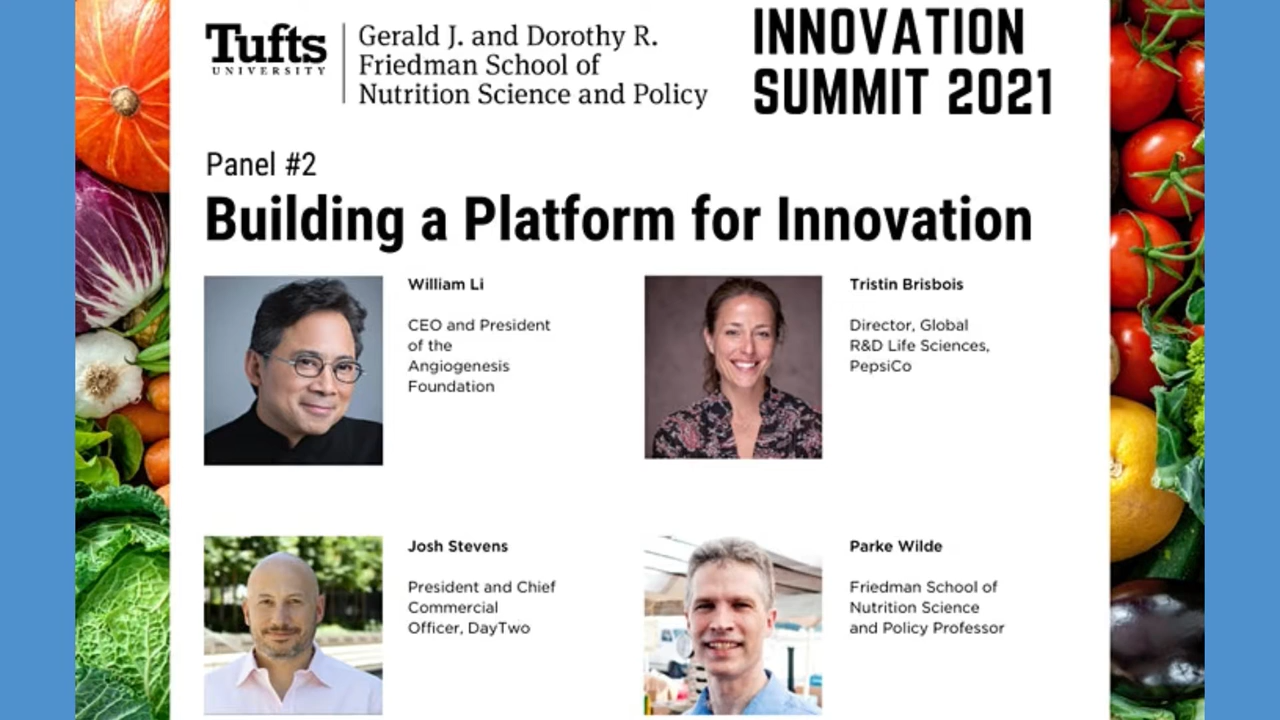 Tufts
UNIVERSITY
Gerald J. and Dorothy R.
Friedman School of
Nutrition Science and Policy
INNOVATION
SUMMIT 2021
Panel #2
Building a Platform for Innovation
William Li
CEO and President
of the
Angiogenesis
Foundation
Tristin Brisbois
Director, Global
R&D Life Sciences,
PepsiCo
Josh Stevens
President and Chief
Commercial
Officer, DayTwo
Parke Wilde
Friedman School of
Nutrition Science
and Policy Professor